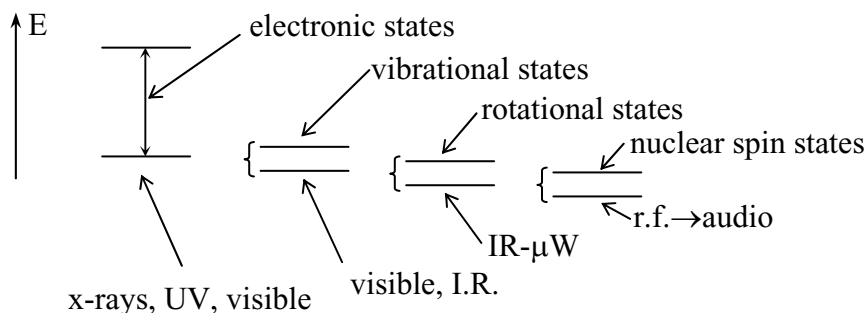 E
electronic states
vibrational states
rotational states
nuclear spin states
r.f.→audio
IR-μW
visible, I.R.
x-rays, UV, visible